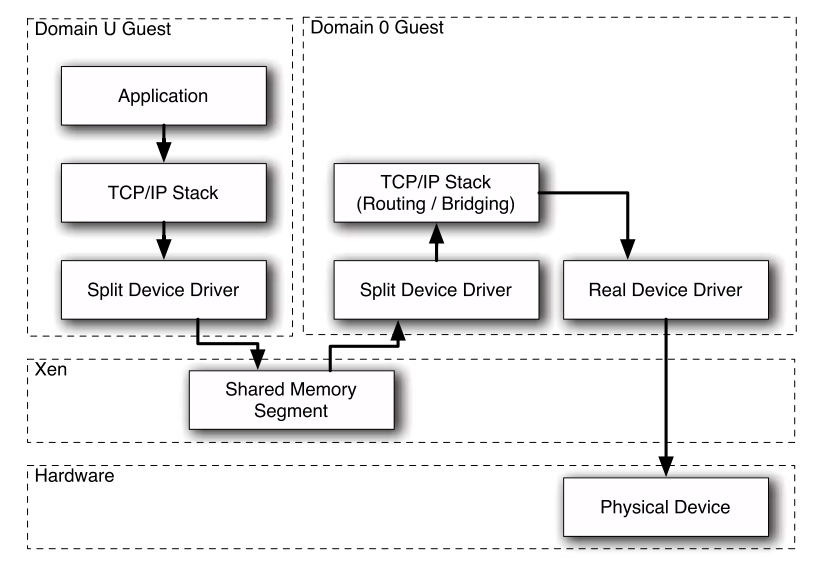 Domain U Guest
Application
TCP/IP Stack
Split Device Driver
Domain 0 Guest
TCP/IP Stack
(Routing / Bridging)
Split Device Driver
Real Device Driver
Xen
Shared Memory
Segment
Hardware
Physical Device